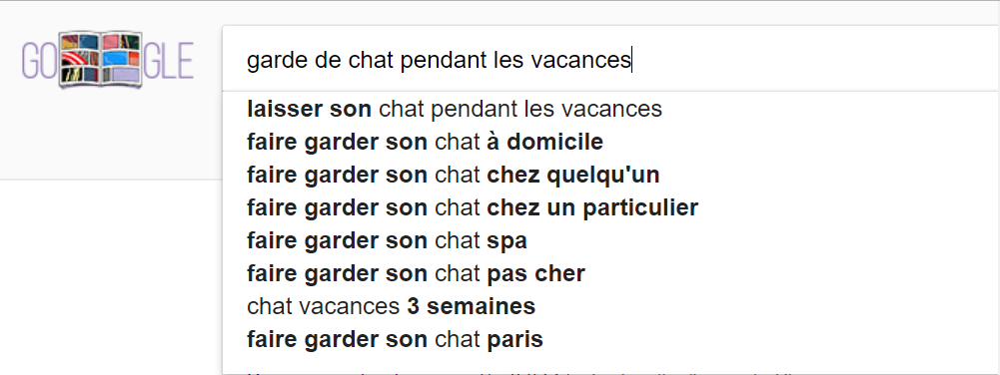 GO GLE
garde de chat pendant les vacances
laisser son chat pendant les vacances
faire garder son chat à domicile
faire garder son chat chez quelqu'un
faire garder son chat chez un particulier
faire garder son chat spa
faire garder son chat pas cher
chat vacances 3 semaines
faire garder son chat paris